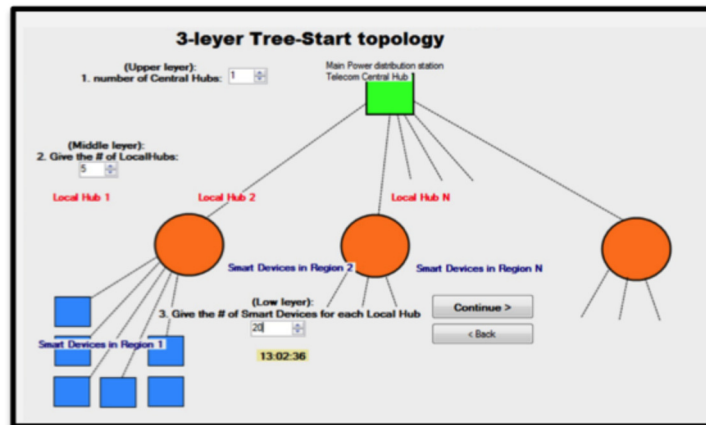 3-leyer Tree-Start topology
(Upper leyer):
1. number of Central Hubs: 1
Main Power distribution station
Telecom Central Hub 1
(Middle leyer):
2. Give the # of LocalHubs:
5
Local Hub 1
Local Hub 2
Local Hub N
Smart Devices in Region 2
Smart Devices in Region N
(Low leyer):
3. Give the # of Smart Devices for each Local Hub
20
Continue >
< Back
Smart Devices in Region 1
13:02:36